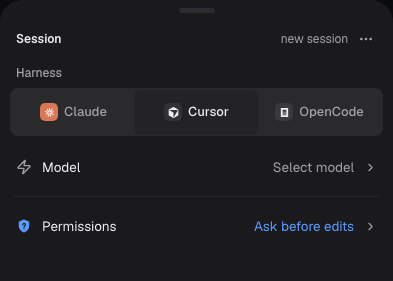 Session new session ...
Harness
Claude Cursor OpenCode
Model Select model
Permissions Ask before edits